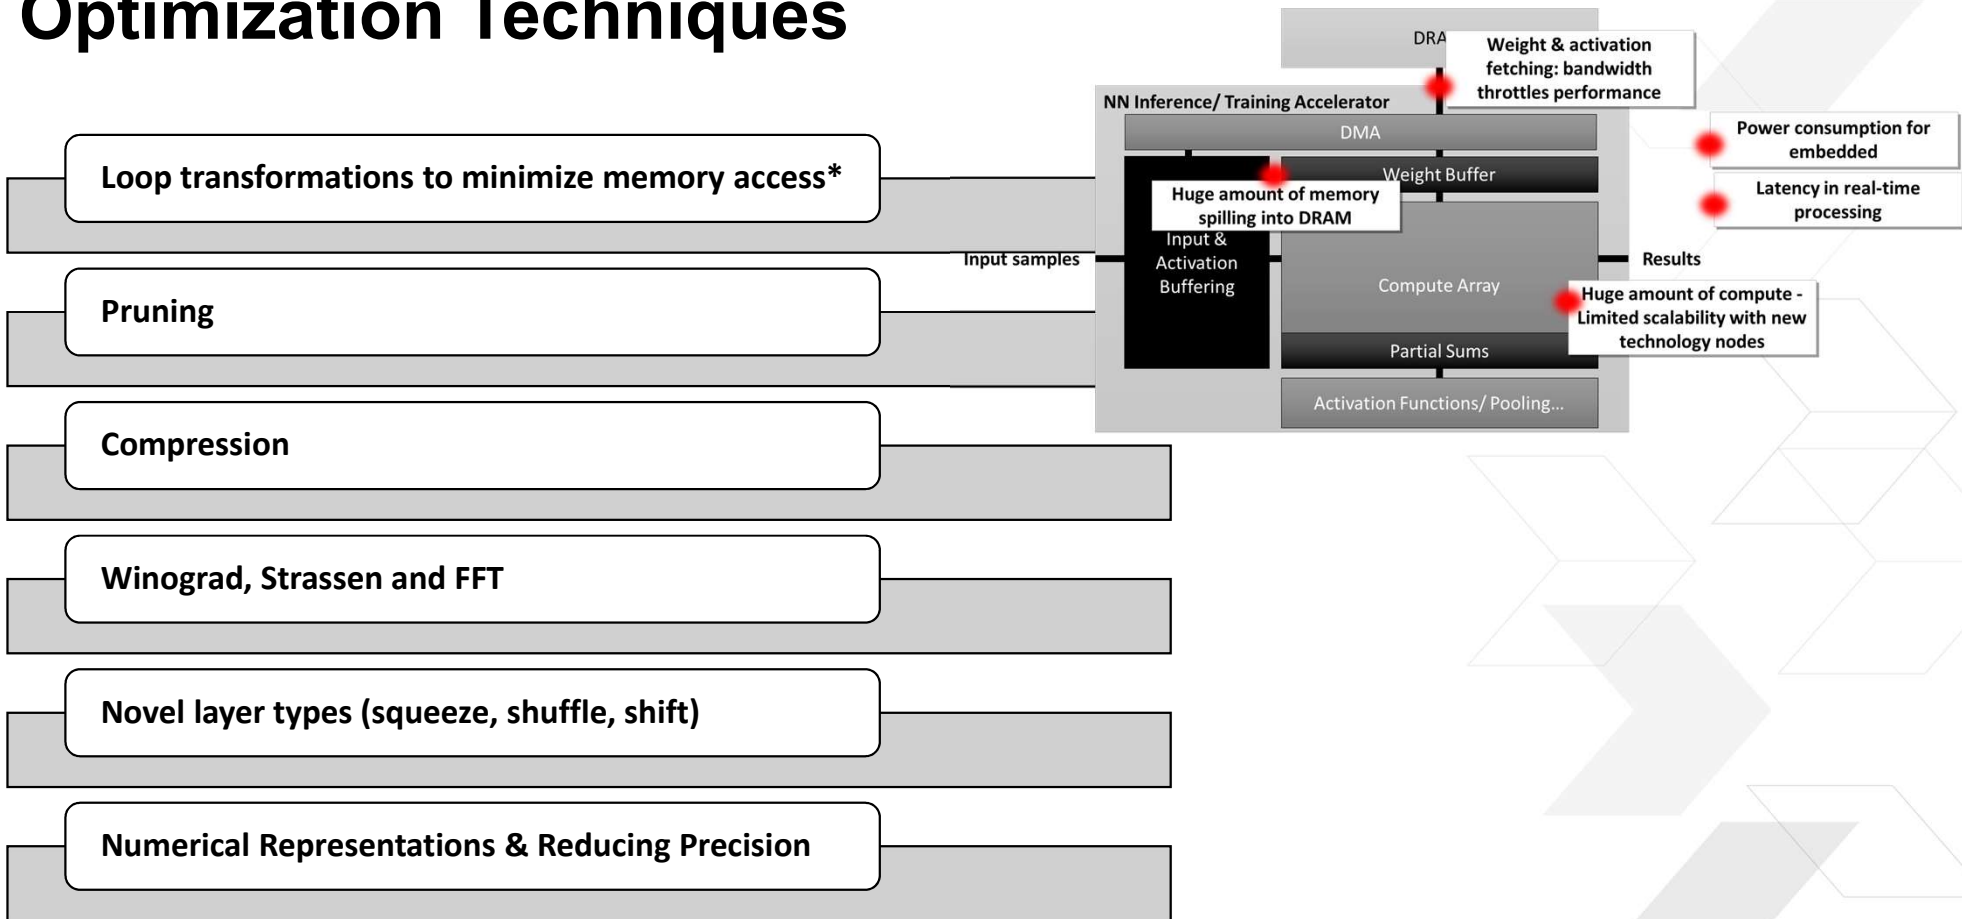 Optimization Techniques
Loop transformations to minimize memory access*
Pruning
Compression
Winograd, Strassen and FFT
Novel layer types (squeeze, shuffle, shift)
Numerical Representations & Reducing Precision
DRA
Weight & activation
fetching: bandwidth
throttles performance
NN Inference/ Training Accelerator
DMA
Power consumption for
embedded
Weight Buffer
Latency in real-time
processing
Huge amount of memory
spilling into DRAM
Input samples
Input &
Activation
Buffering
Compute Array
Results
Huge amount of compute -
Limited scalability with new
technology nodes
Partial Sums
Activation Functions/ Pooling...